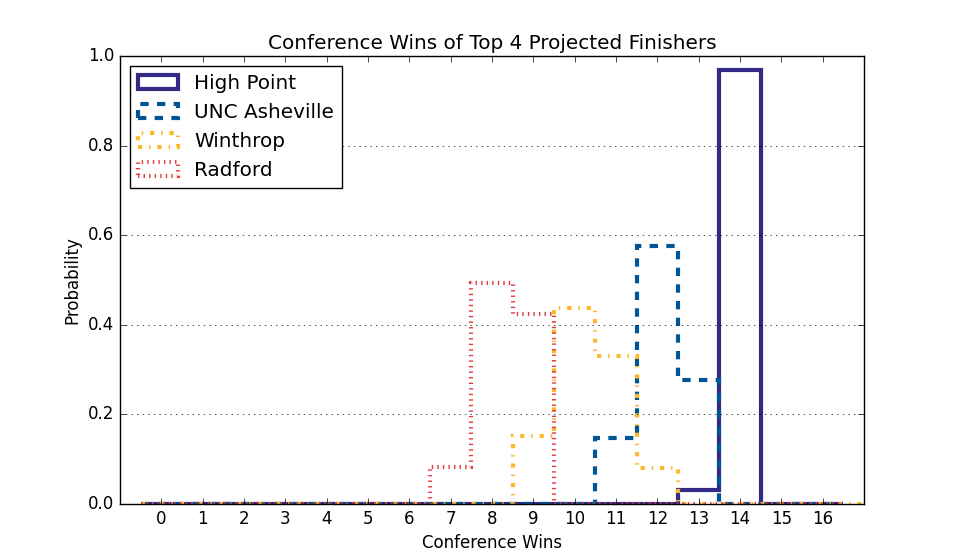 Conference Wins of Top 4 Projected Finishers
1.0
0.8
0.6
0.4
0.2
0.0
Probability
High Point
UNC Asheville
Winthrop
Radford
0 1 2 3 4 5 6 7 8 9 10 11 12 13 14 15 16
Conference Wins